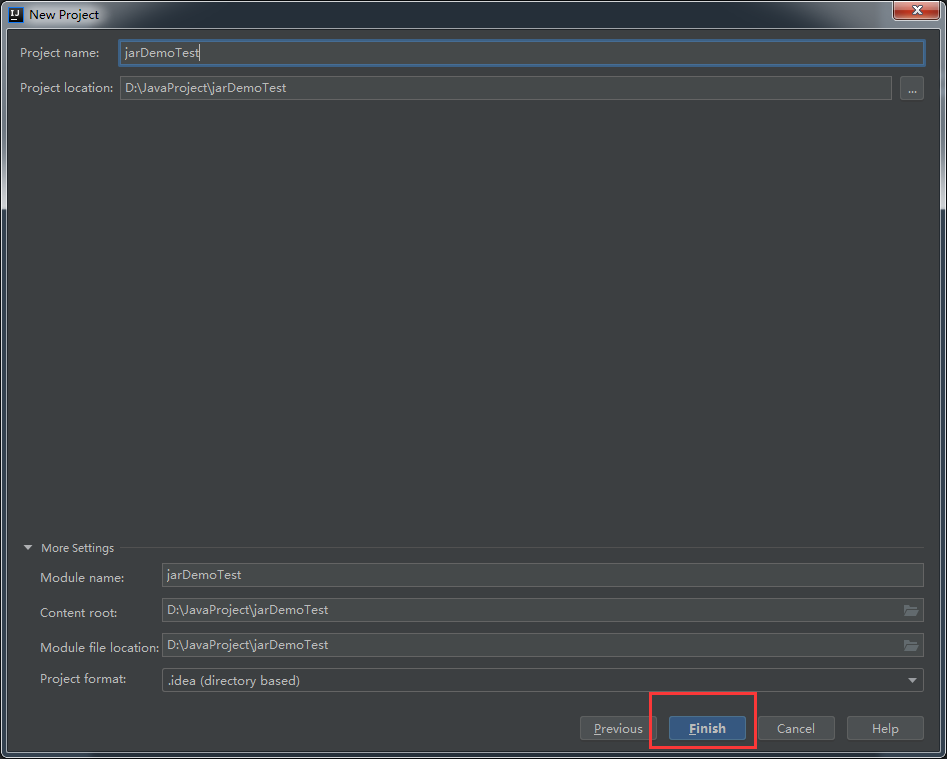 IJ New Project
Project name: jarDemoTest
Project location: D:\JavaProject\jarDemoTest ...
More Settings
Module name: jarDemoTest
Content root: D:\JavaProject\jarDemoTest
Module file location: D:\JavaProject\jarDemoTest
Project format: .idea (directory based)
Previous Finish Cancel Help